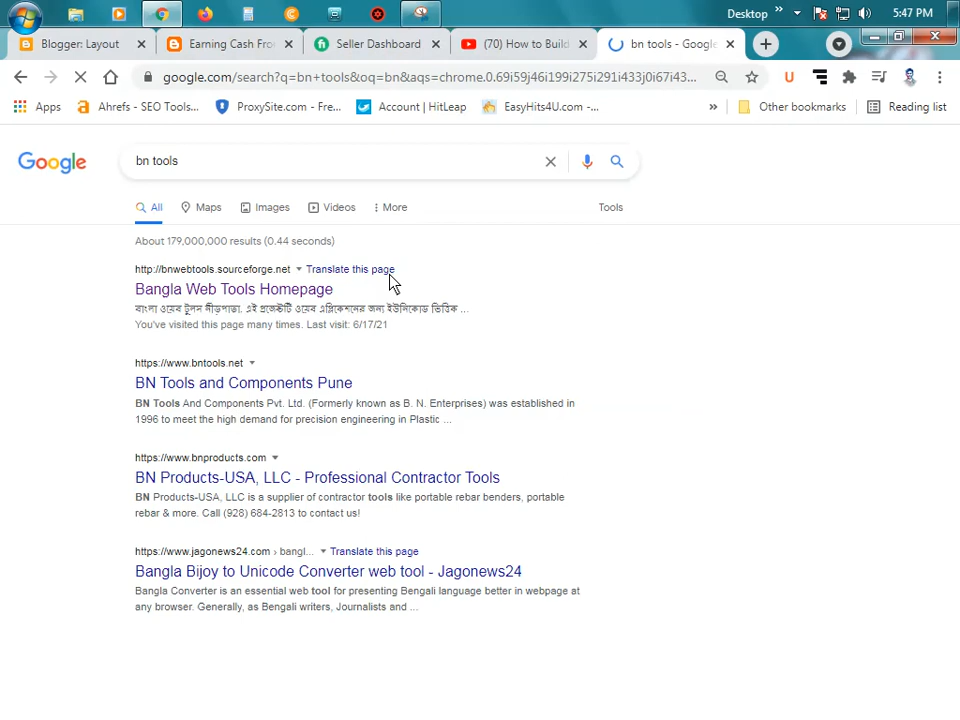 Desktop » 5:47 PM
Blogger: Layout
Earning Cash Fro
Seller Dashboard
(70) How to Build
bn tools - Google
google.com/search?q=bn+tools&oq=bn&aqs=chrome.0.69i59j46i199i275i291i433j0i67i43...
Apps
Ahrefs - SEO Tools...
ProxySite.com - Fre...
Account | HitLeap
EasyHits4U.com -...
»
Other bookmarks
Reading list
Google
bn tools
All
Maps
Images
Videos
More
Tools
About 179,000,000 results (0.44 seconds)
http://bnwebtools.sourceforge.net Translate this page
Bangla Web Tools Homepage
বাংলা ওয়েব টুলস নীড়পাতা. এই প্রজেক্টটি ওয়েব এপ্লিকেশনের জন্য ইউনিকোড ভিত্তিক ...
You've visited this page many times. Last visit: 6/17/21
https://www.bntools.net
BN Tools and Components Pune
BN Tools And Components Pvt. Ltd. (Formerly known as B. N. Enterprises) was established in
1996 to meet the high demand for precision engineering in Plastic ...
https://www.bnproducts.com
BN Products-USA, LLC - Professional Contractor Tools
BN Products-USA, LLC is a supplier of contractor tools like portable rebar benders, portable
rebar & more. Call (928) 684-2813 to contact us!
https://www.jagonews24.com › bangl... Translate this page
Bangla Bijoy to Unicode Converter web tool - Jagonews24
Bangla Converter is an essential web tool for presenting Bengali language better in webpage at
any browser. Generally, as Bengali writers, Journalists and ...